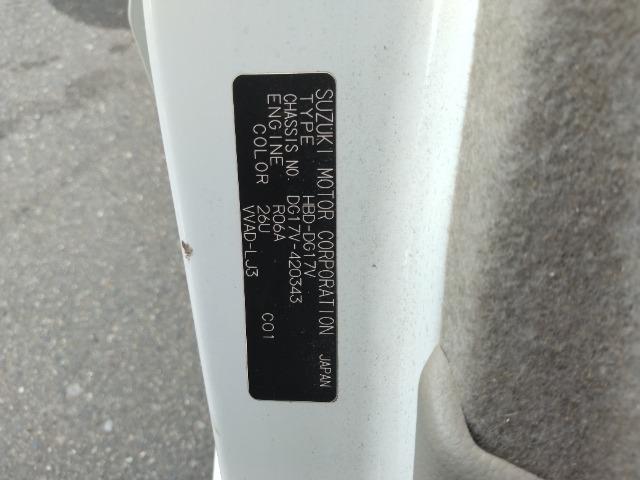 SUZUKI MOTOR CORPORATION JAPAN
TYPE HBD-DG17V
CHASSIS NO. DG17V-420343
ENGINE R06A
COLOR 26U C01
VVAD-LJ3